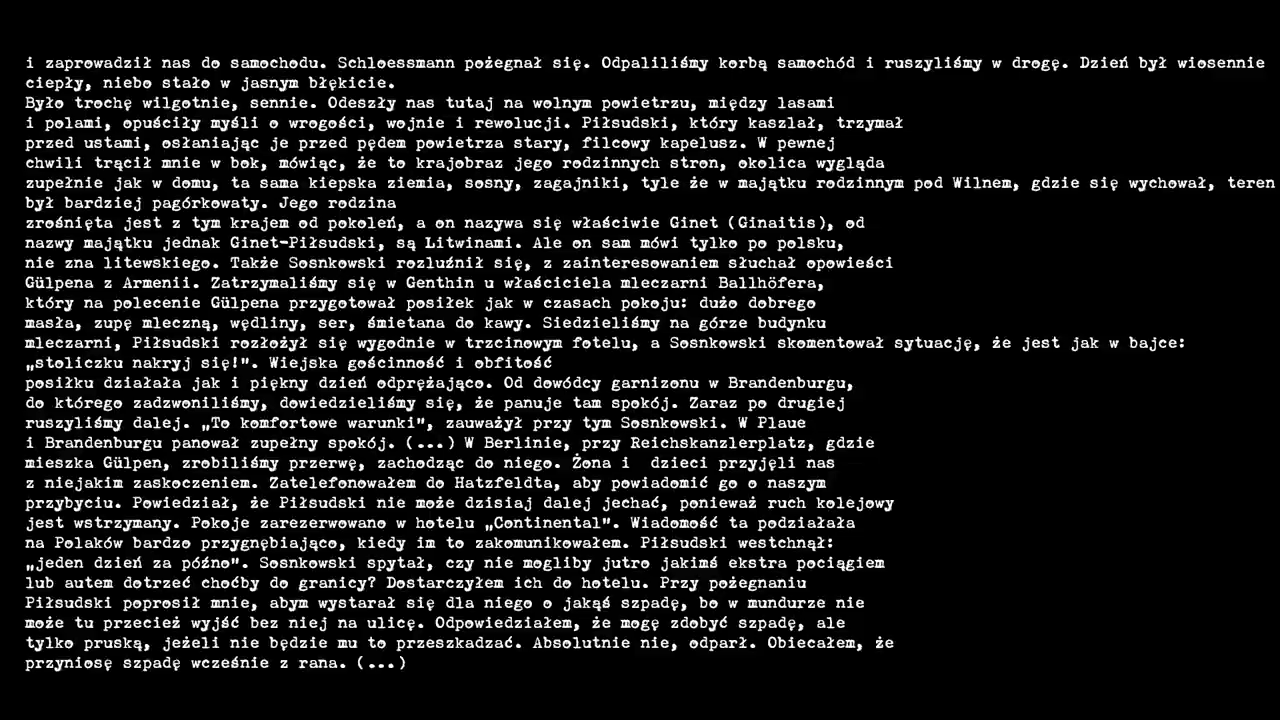 i zaprowadził nas do samochodu. Schloessmann pożegnał się. Odpaliliśmy korbą samochód i ruszyliśmy w drogę. Dzień był wiosennie
ciepły, niebo stało w jasnym błękicie.
Było trochę wilgotnie, sennie. Odeszły nas tutaj na wolnym powietrzu, między lasami
i polami, opuściły myśli o wrogości, wojnie i rewolucji. Piłsudski, który kaszlał, trzymał
przed ustami, osłaniając je przed pędem powietrza stary, filcowy kapelusz. W pewnej
chwili trącił mnie w bok, mówiąc, że to krajobraz jego rodzinnych stron, okolica wygląda
zupełnie jak w domu, ta sama kiepska ziemia, sosny, zagajniki, tyle że w majątku rodzinnym pod Wilnem, gdzie się wychował, teren
był bardziej pagórkowaty. Jego rodzina
zrośnięta jest z tym krajem od pokoleń, a on nazywa się właściwie Ginet (Ginaitis), od
nazwy majątku jednak Ginet-Piłsudski, są Litwinami. Ale on sam mówi tylko po polsku,
nie zna litewskiego. Także Sosnkowski rozluźnił się, z zainteresowaniem słuchał opowieści
Gülpena z Armenii. Zatrzymaliśmy się w Genthin u właściciela mleczarni Ballhöfera,
który na polecenie Gülpena przygotował posiłek jak w czasach pokoju: dużo dobrego
masła, zupę mleczną, wędliny, ser, śmietana do kawy. Siedzieliśmy na górze budynku
mleczarni, Piłsudski rozłożył się wygodnie w trzcinowym fotelu, a Sosnkowski skomentował sytuację, że jest jak w bajce:
„stoliczku nakryj się!". Wiejska gościnność i obfitość
posiłku działała jak i piękny dzień odprężająco. Od dowódcy garnizonu w Brandenburgu,
do którego zadzwoniliśmy, dowiedzieliśmy się, że panuje tam spokój. Zaraz po drugiej
ruszyliśmy dalej. „To komfortowe warunki", zauważył przy tym Sosnkowski. W Plaue
i Brandenburgu panował zupełny spokój. (...) W Berlinie, przy Reichskanzlerplatz, gdzie
mieszka Gülpen, zrobiliśmy przerwę, zachodząc do niego. Żona i  dzieci przyjęli nas
z niejakim zaskoczeniem. Zatelefonowałem do Hatzfeldta, aby powiadomić go o naszym
przybyciu. Powiedział, że Piłsudski nie może dzisiaj dalej jechać, ponieważ ruch kolejowy
jest wstrzymany. Pokoje zarezerwowano w hotelu „Continental". Wiadomość ta podziałała
na Polaków bardzo przygnębiająco, kiedy im to zakomunikowałem. Piłsudski westchnął:
„jeden dzień za późno". Sosnkowski spytał, czy nie mogliby jutro jakimś ekstra pociągiem
lub autem dotrzeć choćby do granicy? Dostarczyłem ich do hotelu. Przy pożegnaniu
Piłsudski poprosił mnie, abym wystarał się dla niego o jakąś szpadę, bo w mundurze nie
może tu przecież wyjść bez niej na ulicę. Odpowiedziałem, że mogę zdobyć szpadę, ale
tylko pruską, jeżeli nie będzie mu to przeszkadzać. Absolutnie nie, odparł. Obiecałem, że
przyniosę szpadę wcześnie z rana. (...)